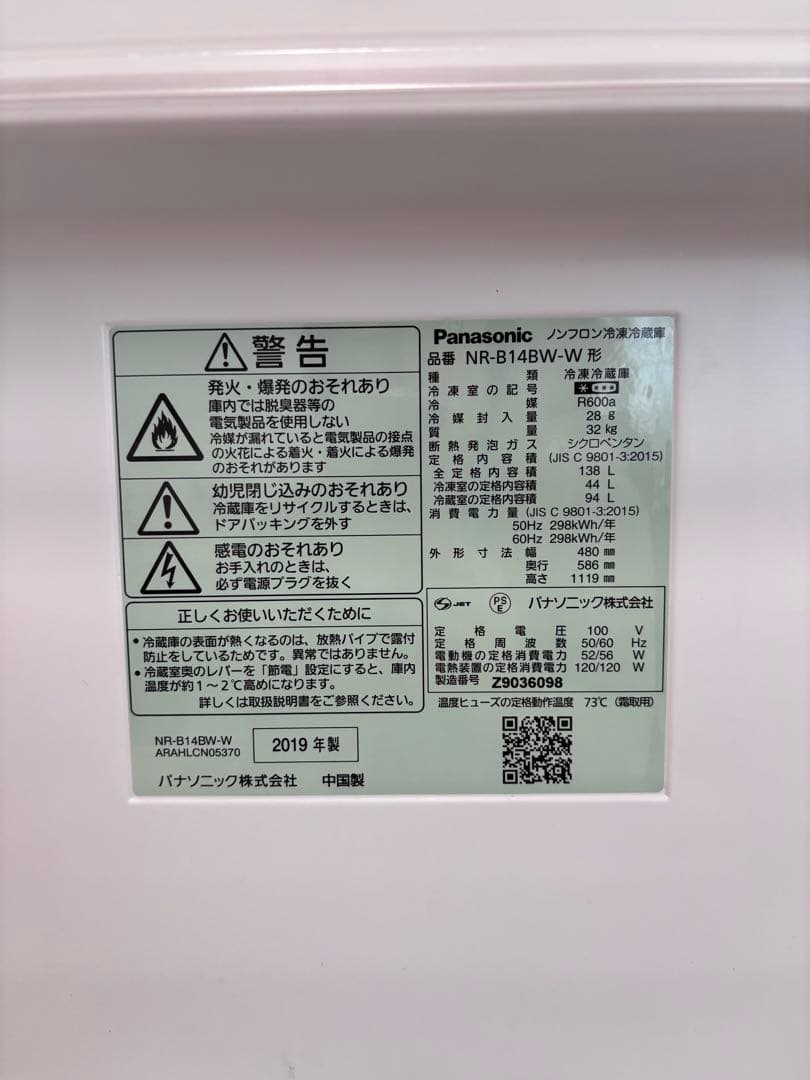 警告
発火・爆発のおそれあり
庫内では脱臭器等の
電気製品を使用しない
冷媒が漏れていると電気製品の接点
の火花による着火・着火による爆発
のおそれがあります
幼児閉じ込みのおそれあり
冷蔵庫をリサイクルするときは、
ドアパッキングを外す
感電のおそれあり
お手入れのときは、
必ず電源プラグを抜く
正しくお使いいただくために
・冷蔵庫の表面が熱くなるのは、放熱パイプで露付
防止をしているためです。異常ではありません。
・冷蔵室奥のレバーを「節電」設定にすると、庫内
温度が約1～2℃高めになります。
詳しくは取扱説明書をご参照ください。
NR-B14BW-W
ARAHLCN05370
2019 年製
パナソニック株式会社 中国製
Panasonic ノンフロン冷凍冷蔵庫
品番 NR-B14BW-W 形
種類 冷凍冷蔵庫
冷凍室の記号
冷媒 R600a
冷媒封入量 28 g
質量 32 kg
断熱発泡ガス シクロペンタン
定格内容積 (JIS C 9801-3:2015)
全定格内容積 138 L
冷凍室の定格内容積 44 L
冷蔵室の定格内容積 94 L
消費電力量 (JIS C 9801-3:2015)
50Hz 298kWh/年
60Hz 298kWh/年
外形寸法 幅 480 mm
奥行 586 mm
高さ 1119 mm
S JET PS E パナソニック株式会社
定格電圧 100 V
定格周波数 50/60 Hz
電動機の定格消費電力 52/56 W
電熱装置の定格消費電力 120/120 W
製造番号 Z9036098
温度ヒューズの定格動作温度 73℃ (霜取用)